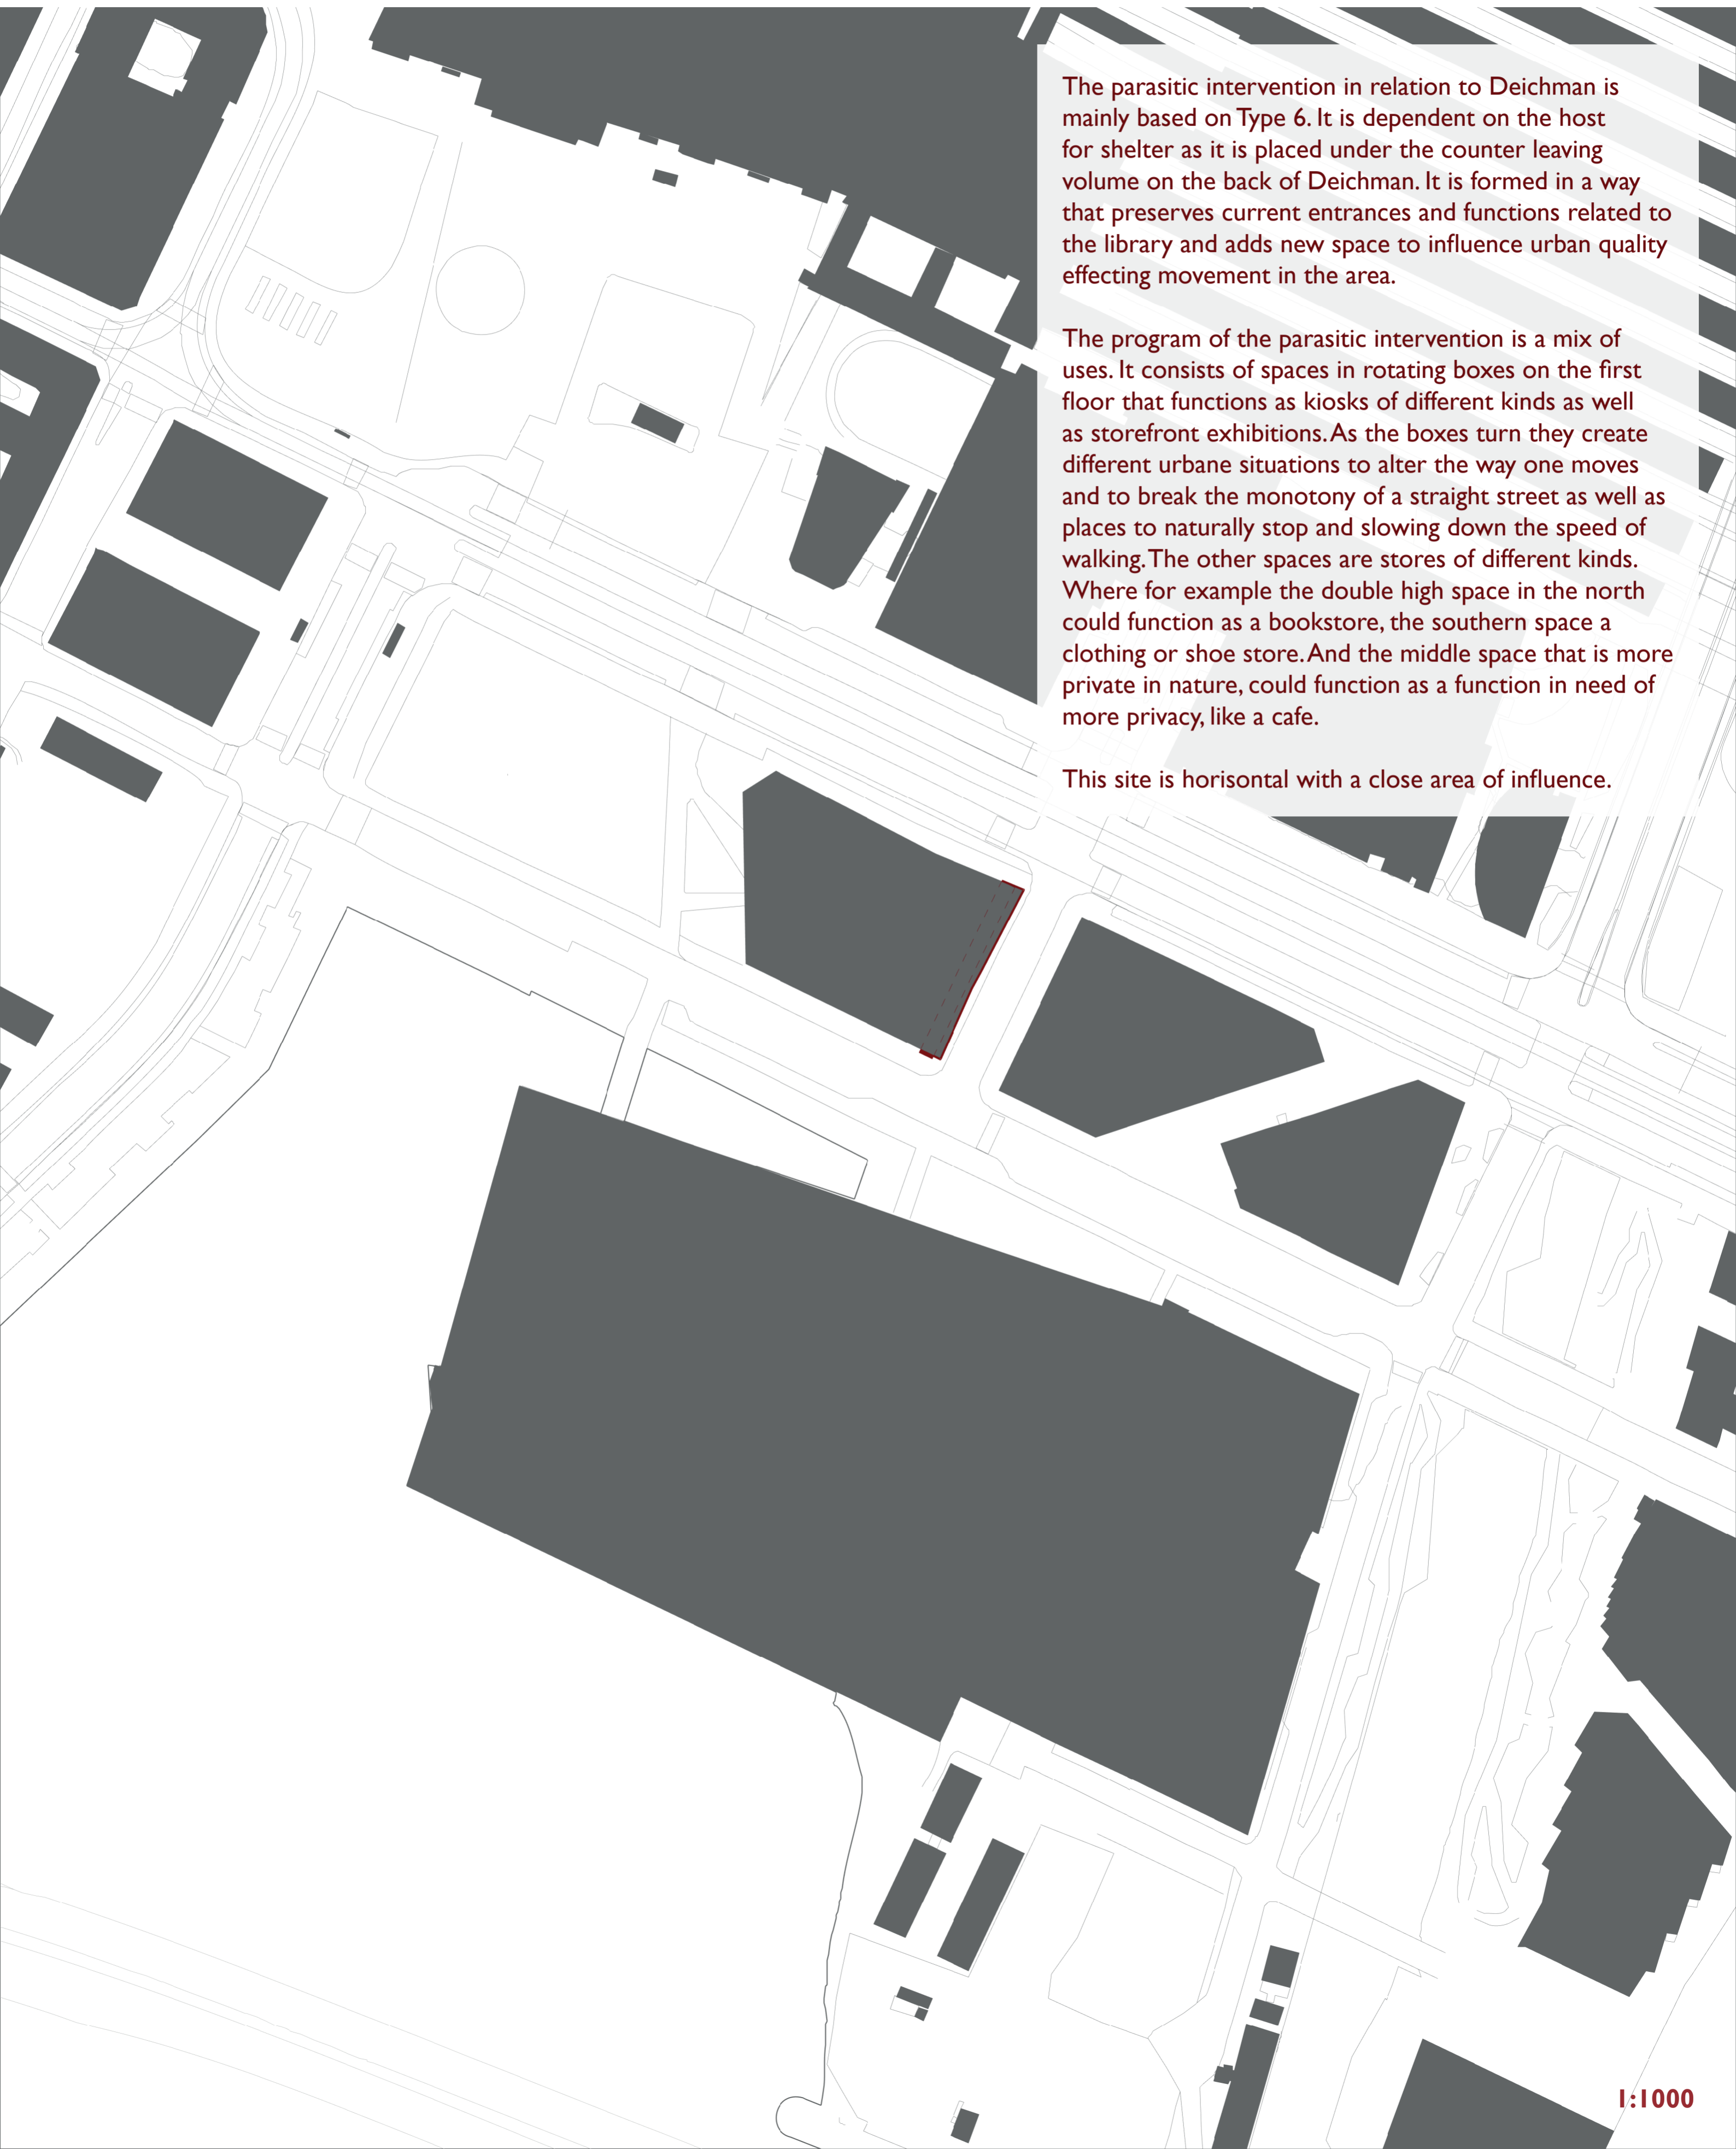 The parasitic intervention in relation to Deichman is
mainly based on Type 6. It is dependent on the host
for shelter as it is placed under the counter leaving
volume on the back of Deichman. It is formed in a way
that preserves current entrances and functions related to
the library and adds new space to influence urban quality
effecting movement in the area.
The program of the parasitic intervention is a mix of
uses. It consists of spaces in rotating boxes on the first
floor that functions as kiosks of different kinds as well
as storefront exhibitions. As the boxes turn they create
different urbane situations to alter the way one moves
and to break the monotony of a straight street as well as
places to naturally stop and slowing down the speed of
walking. The other spaces are stores of different kinds.
Where for example the double high space in the north
could function as a bookstore, the southern space a
clothing or shoe store. And the middle space that is more
private in nature, could function as a function in need of
more privacy, like a cafe.
This site is horisontal with a close area of influence.
1:1000